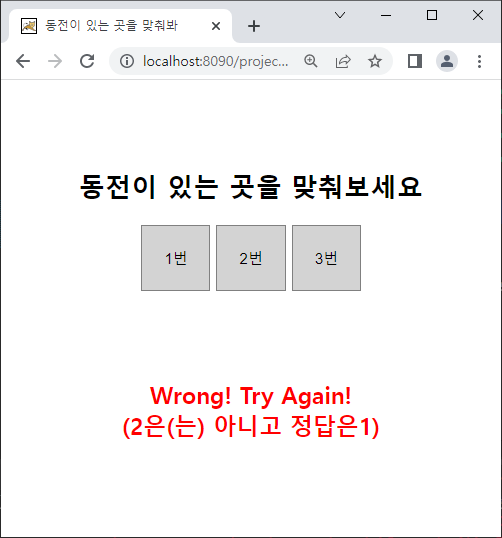 동전이 있는 곳을 맞춰봐
localhost:8090/projec...
동전이 있는 곳을 맞춰보세요
1번 2번 3번
Wrong! Try Again!
(2은(는) 아니고 정답은1)